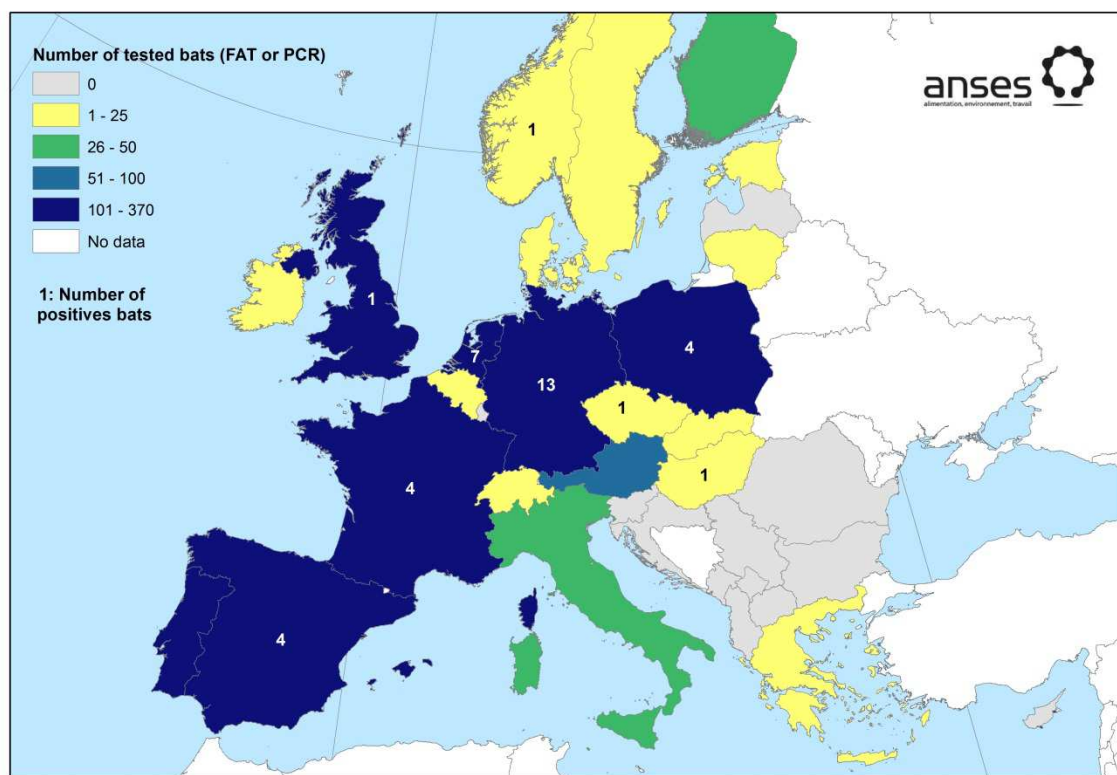 Number of tested bats (FAT or PCR)
0
1 - 25
26 - 50
51 - 100
101 - 370
No data
1: Number of
positives bats
anses
alimentation, environnement, travail
1
1
7
13
4
1
1
4
4